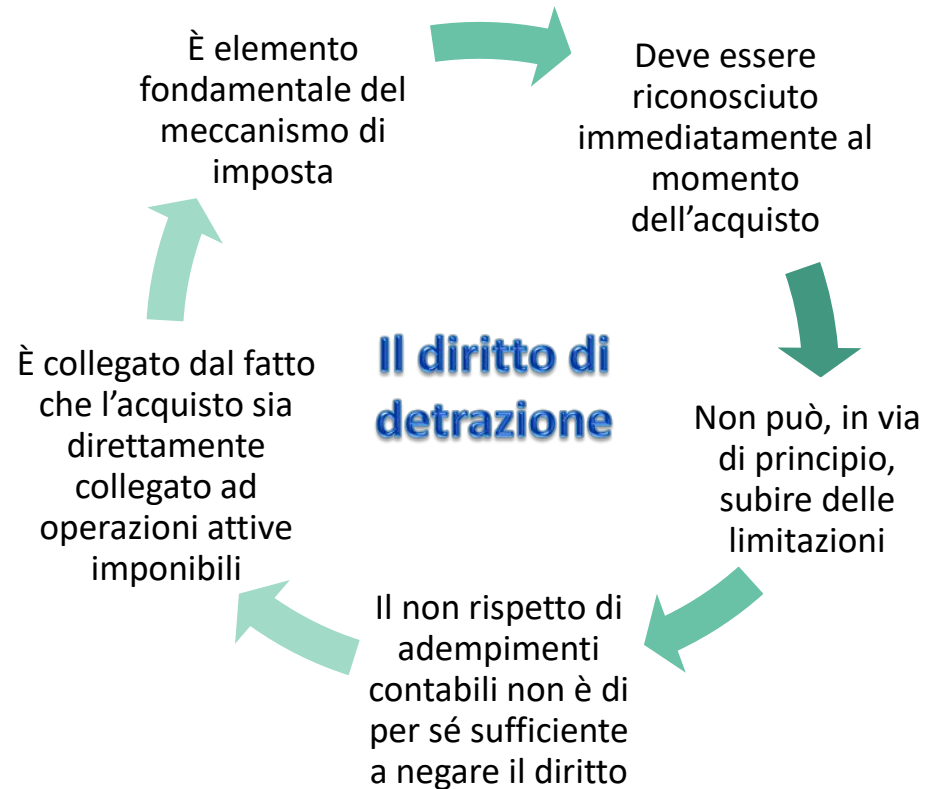 È elemento
fondamentale del
meccanismo di
imposta
Deve essere
riconosciuto
immediatamente al
momento
dell’acquisto
Non può, in via
di principio,
subire delle
limitazioni
Il non rispetto di
adempimenti
contabili non è di
per sé sufficiente
a negare il diritto
È collegato dal fatto
che l’acquisto sia
direttamente
collegato ad
operazioni attive
imponibili
Il diritto di
detrazione